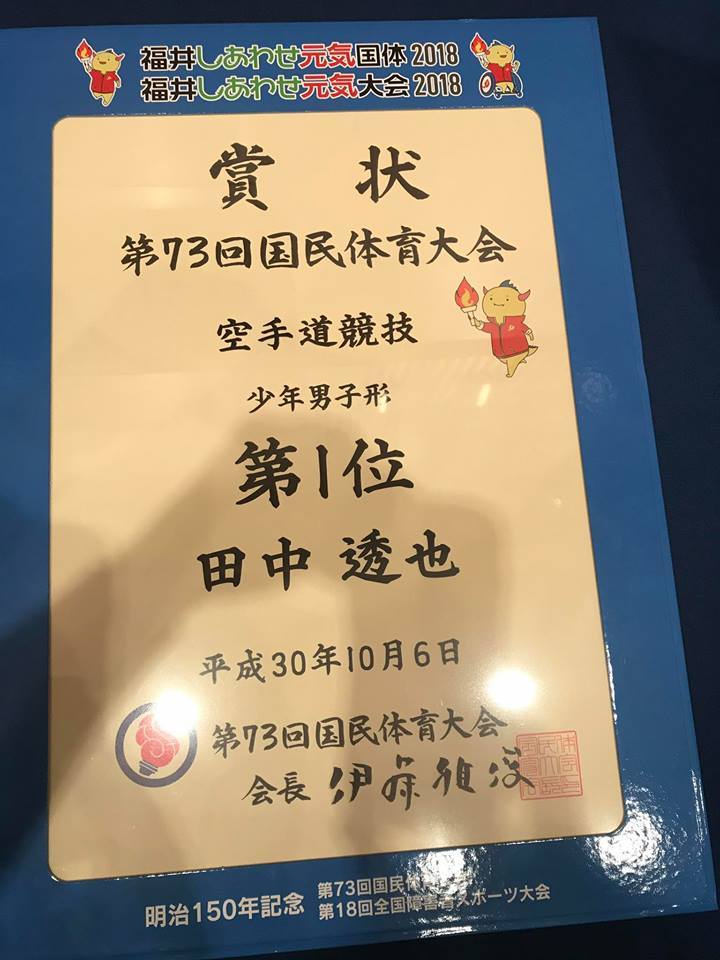 福井しあわせ元気国体2018
福井しあわせ元気大会2018
賞状
第73回国民体育大会
空手道競技
少年男子形
第1位
田中 透也
平成30年10月6日
第73回国民体育大会
会長 伊藤雅俊
明治150年記念
第73回国民体
第18回全国障害者スポーツ大会